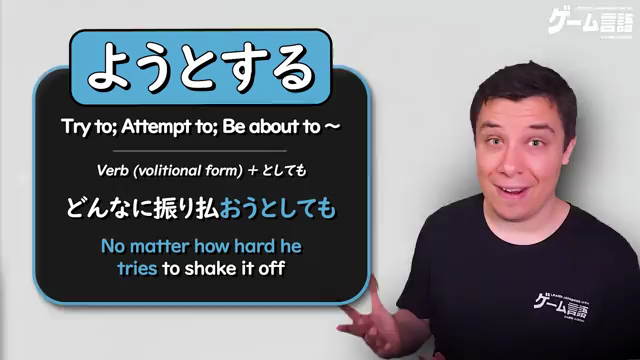 ゲーム言語
ようとする
Try to; Attempt to; Be about to ～
Verb (volitional form) + としても
どんなに振り払おうとしても
No matter how hard he
tries to shake it off
ゲーム言語